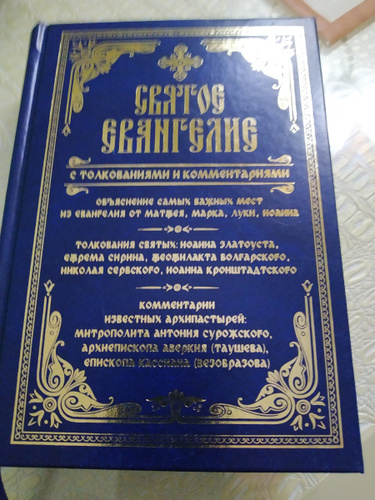 СВЯТОЕ
ЕВАНГЕЛИЕ
С ТОЛКОВАНИЯМИ И КОММЕНТАРИЯМИ
ОБЪЯСНЕНИЕ САМЫХ ВАЖНЫХ МЕСТ
ИЗ ЕВАНГЕЛИЯ ОТ МАТФЕЯ, МАРКА, ЛУКИ, ИОАННА
ТОЛКОВАНИЯ СВЯТЫХ: ИОАННА ЗЛАТОУСТА,
ЕФРЕМА СИРИНА, ФЕОФИЛАКТА БОЛГАРСКОГО,
НИКОЛАЯ СЕРБСКОГО, ИОАННА КРОНШТАДТСКОГО
КОММЕНТАРИИ
ИЗВЕСТНЫХ АРХИПАСТЫРЕЙ:
МИТРОПОЛИТА АНТОНИЯ СУРОЖСКОГО,
АРХИЕПИСКОПА АВЕРКИЯ (ТАУШЕВА),
ЕПИСКОПА КАССИАНА (БЕЗОБРАЗОВА)